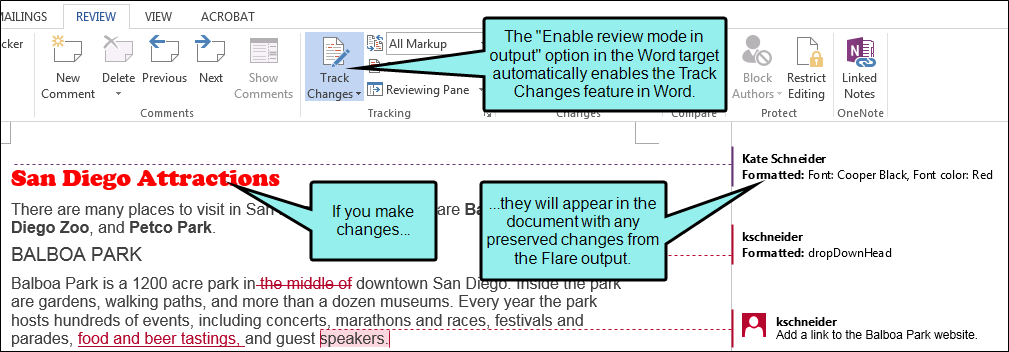 MAILINGS REVIEW VIEW ACROBAT
cker
New
Comment
Delete
Previous
Next
Show
Comments
Comments
Track
Changes
All Markup
Reviewing Pane
Tracking
Changes
Compare
Block
Authors
Restrict
Editing
Protect
Linked
Notes
OneNote
The "Enable review mode in
output" option in the Word target
automatically enables the Track
Changes feature in Word.
San Diego Attractions
There are many places to visit in San
are Ba
Diego Zoo, and Petco Park.
BALBOA PARK
Balboa Park is a 1200 acre park in the middle of downtown San Diego. Inside the park
are gardens, walking paths, and more than a dozen museums. Every year the park
hosts hundreds of events, including concerts, marathons and races, festivals and
parades, food and beer tastings, and guest speakers.
If you make
changes...
...they will appear in the
document with any
preserved changes from
the Flare output.
Kate Schneider
Formatted: Font: Cooper Black, Font color: Red
kschneider
Formatted: dropDownHead
kschneider
Add a link to the Balboa Park website.